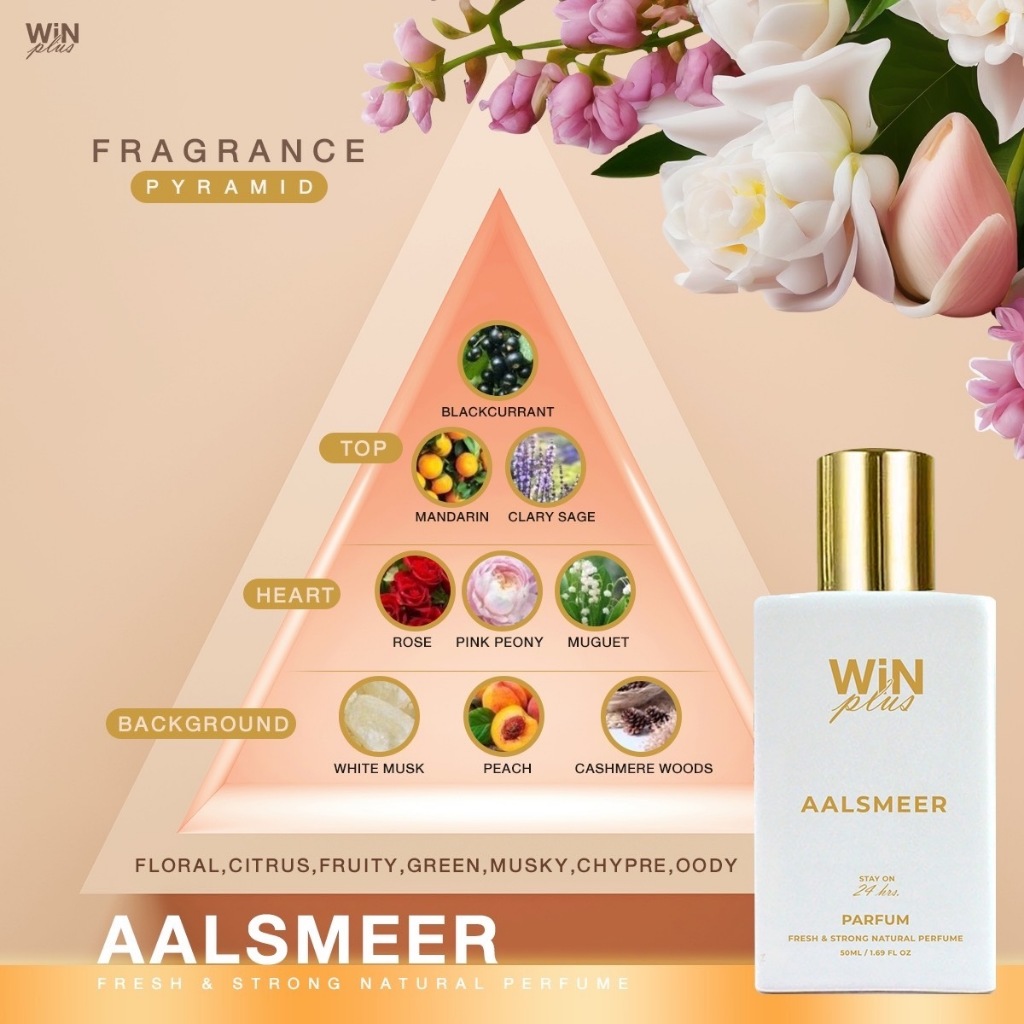 WiN
plus
FRAGRANCE
PYRAMID
BLACKCURRANT
TOP
MANDARIN CLARY SAGE
HEART
ROSE PINK PEONY MUGUET
BACKGROUND
WHITE MUSK PEACH CASHMERE WOODS
FLORAL,CITRUS,FRUITY,GREEN,MUSKY,CHYPRE,OODY
AALSMEER
FRESH & STRONG NATURAL PERFUME
WiN
plus
AALSMEER
STAY ON
24 hrs.
PARFUM
FRESH & STRONG NATURAL PERFUME
50ML / 1.69 FL OZ